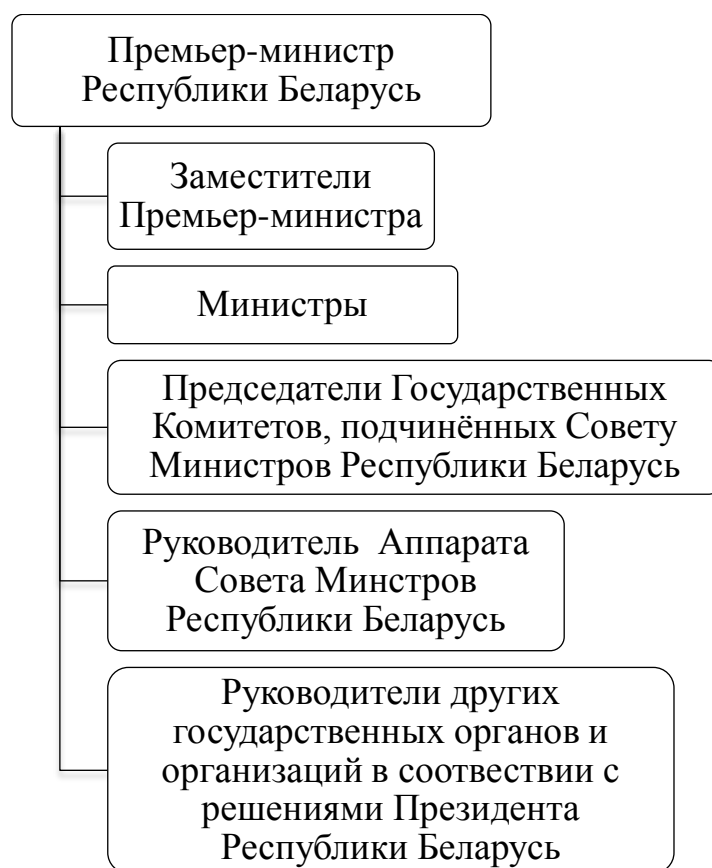 Премьер-министр
Республики Беларусь
Заместители
Премьер-министра
Министры
Председатели Государственных
Комитетов, подчинённых Совету
Министров Республики Беларусь
Руководитель Аппарата
Совета Минстров
Республики Беларусь
Руководители других
государственных органов и
организаций в соотвествии с
решениями Президента
Республики Беларусь